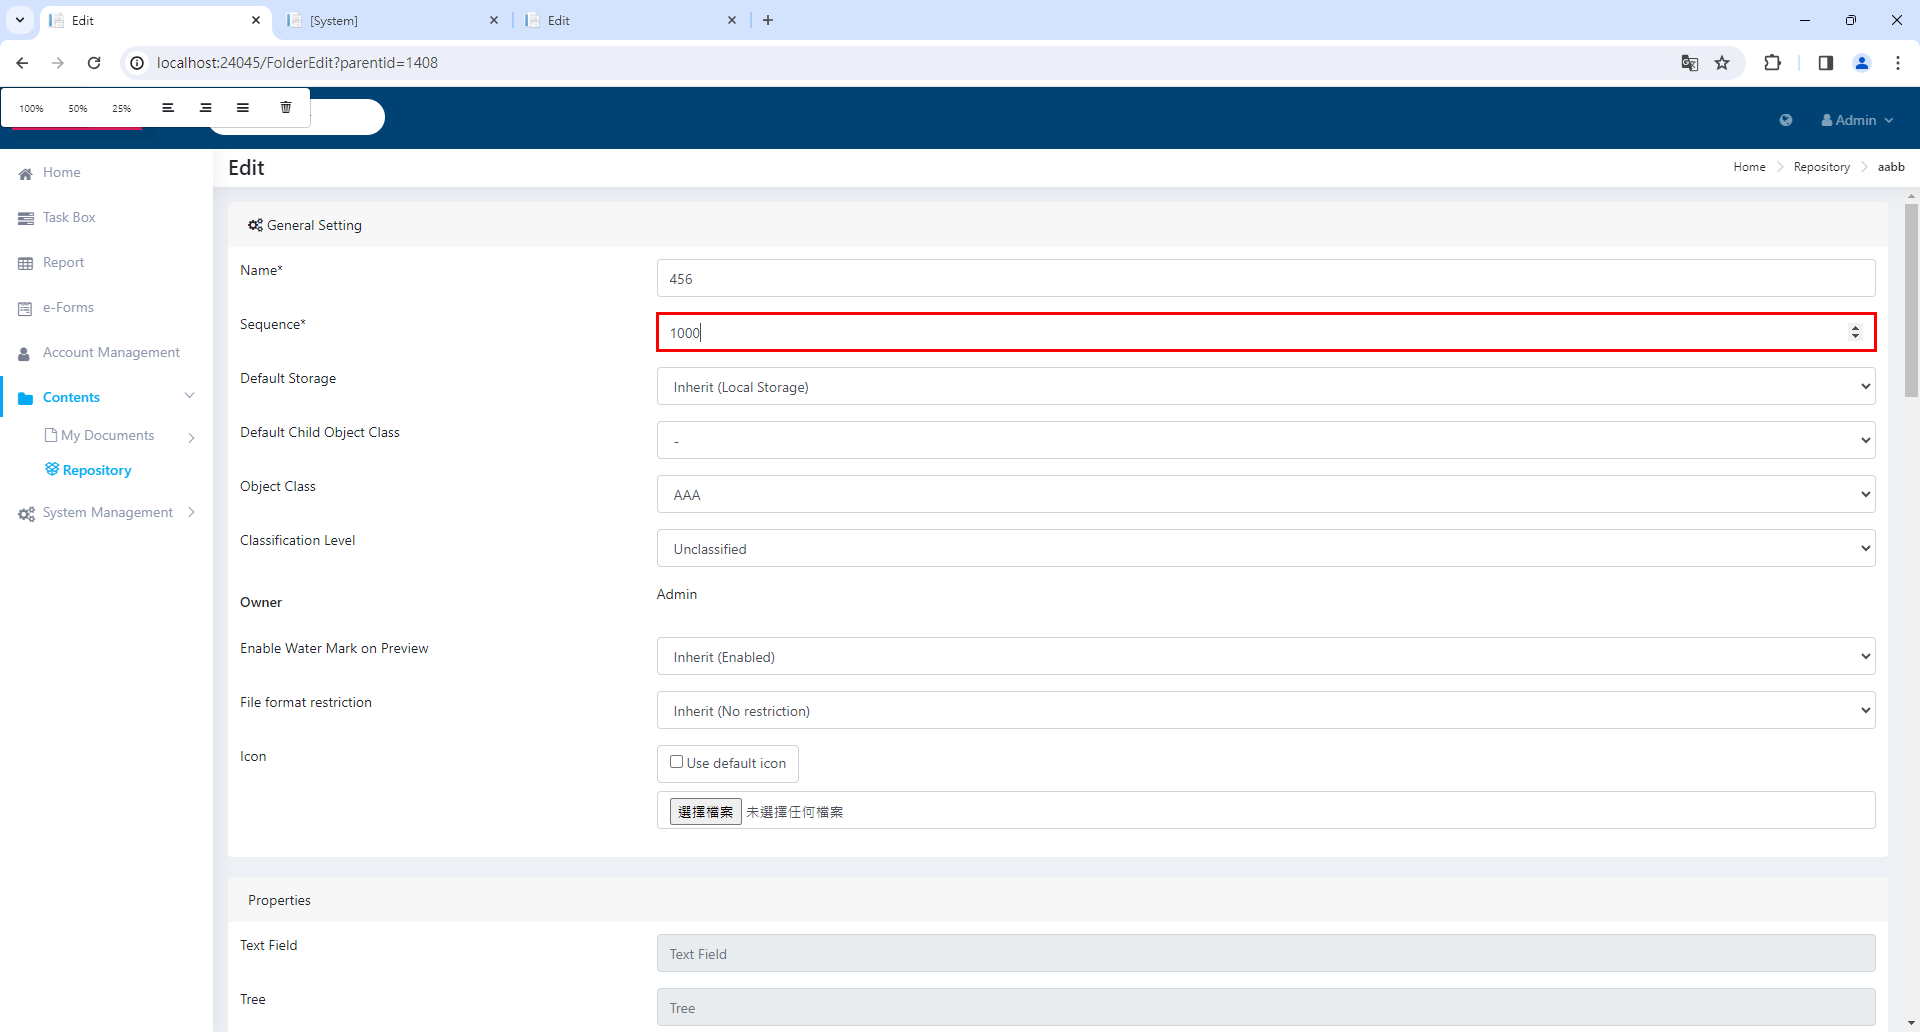 Edit
[System]
Edit
localhost:24045/FolderEdit?parentid=1408
100% 50% 25%
Admin
Home
Task Box
Report
e-Forms
Account Management
Contents
My Documents
Repository
System Management
Edit
Home Repository aabb
General Setting
Name* 456
Sequence* 1000
Default Storage Inherit (Local Storage)
Default Child Object Class -
Object Class AAA
Classification Level Unclassified
Owner Admin
Enable Water Mark on Preview Inherit (Enabled)
File format restriction Inherit (No restriction)
Icon Use default icon
選擇檔案 未選擇任何檔案
Properties
Text Field Text Field
Tree Tree